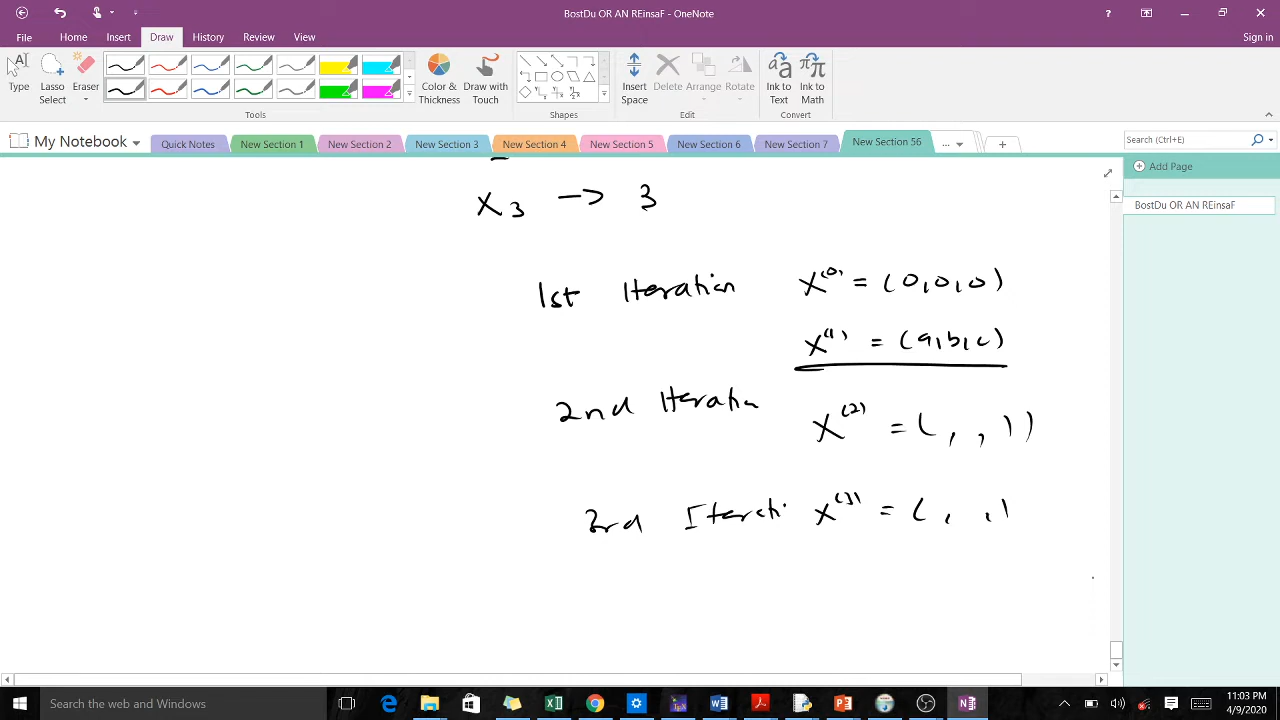 BostDu OR AN REinsaF - OneNote
File Home Insert Draw History Review View Sign in
Type
Lasso Select
Eraser
Color & Thickness
Draw with Touch
Insert Space
Delete
Arrange
Rotate
Ink to Text
Ink to Math
Tools Shapes Edit Convert
My Notebook Quick Notes New Section 1 New Section 2 New Section 3 New Section 4 New Section 5 New Section 6 New Section 7 New Section 56 ... Search (Ctrl+E)
Add Page
BostDu OR AN REinsaF
x₃ → 3
1st Iteration x⁽⁰⁾ = (0,0,0)
x⁽¹⁾ = (a,b,c)
2nd Iteratin x⁽²⁾ = ( , , ))
3rd Iterati x⁽³⁾ = ( , , )
Search the web and Windows
11:03 PM
4/9/2020